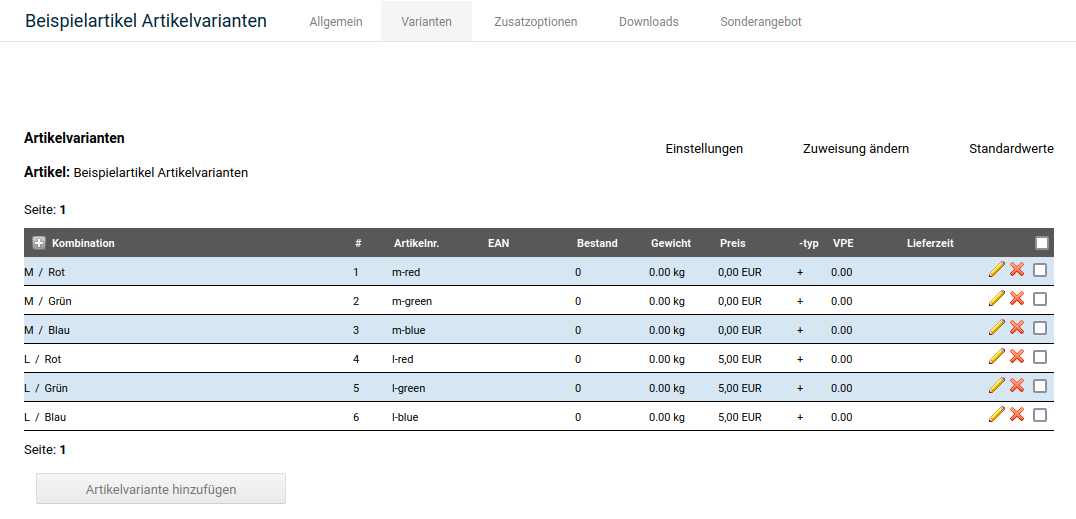 Beispielartikel Artikelvarianten Allgemein Varianten Zusatzoptionen Downloads Sonderangebot
Artikelvarianten
Einstellungen Zuweisung ändern Standardwerte
Artikel: Beispielartikel Artikelvarianten
Seite: 1
Kombination # Artikelnr. EAN Bestand Gewicht Preis -typ VPE Lieferzeit
M / Rot 1 m-red 0 0.00 kg 0,00 EUR + 0.00
M / Grün 2 m-green 0 0.00 kg 0,00 EUR + 0.00
M / Blau 3 m-blue 0 0.00 kg 0,00 EUR + 0.00
L / Rot 4 l-red 0 0.00 kg 5,00 EUR + 0.00
L / Grün 5 l-green 0 0.00 kg 5,00 EUR + 0.00
L / Blau 6 l-blue 0 0.00 kg 5,00 EUR + 0.00
Seite: 1
Artikelvariante hinzufügen